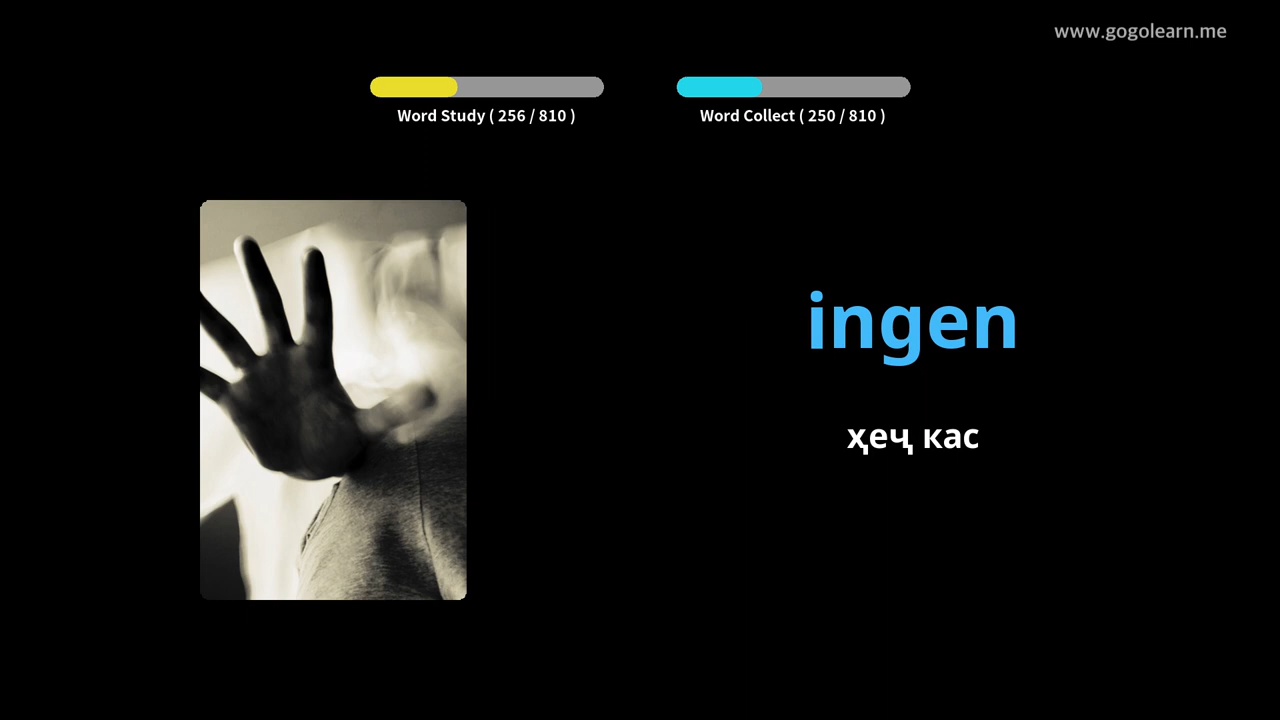 www.gogolearn.me
Word Study ( 256 / 810 )
Word Collect ( 250 / 810 )
ingen
ҳеҷ кас